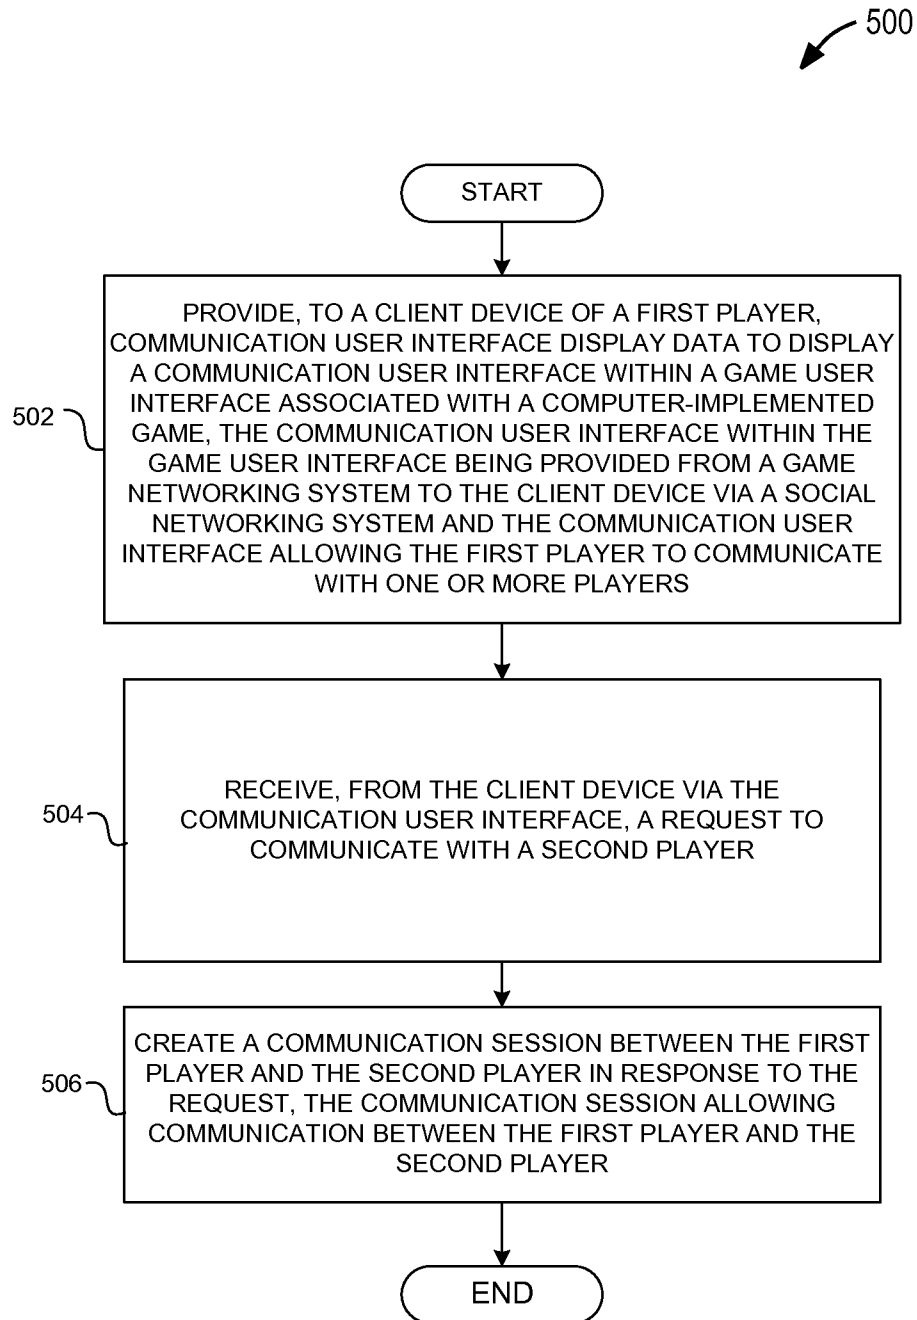 500
START
PROVIDE, TO A CLIENT DEVICE OF A FIRST PLAYER,
COMMUNICATION USER INTERFACE DISPLAY DATA TO DISPLAY
A COMMUNICATION USER INTERFACE WITHIN A GAME USER
INTERFACE ASSOCIATED WITH A COMPUTER-IMPLEMENTED
GAME, THE COMMUNICATION USER INTERFACE WITHIN THE
GAME USER INTERFACE BEING PROVIDED FROM A GAME
NETWORKING SYSTEM TO THE CLIENT DEVICE VIA A SOCIAL
NETWORKING SYSTEM AND THE COMMUNICATION USER
INTERFACE ALLOWING THE FIRST PLAYER TO COMMUNICATE
WITH ONE OR MORE PLAYERS
502
RECEIVE, FROM THE CLIENT DEVICE VIA THE
COMMUNICATION USER INTERFACE, A REQUEST TO
COMMUNICATE WITH A SECOND PLAYER
504
CREATE A COMMUNICATION SESSION BETWEEN THE FIRST
PLAYER AND THE SECOND PLAYER IN RESPONSE TO THE
REQUEST, THE COMMUNICATION SESSION ALLOWING
COMMUNICATION BETWEEN THE FIRST PLAYER AND THE
SECOND PLAYER
506
END